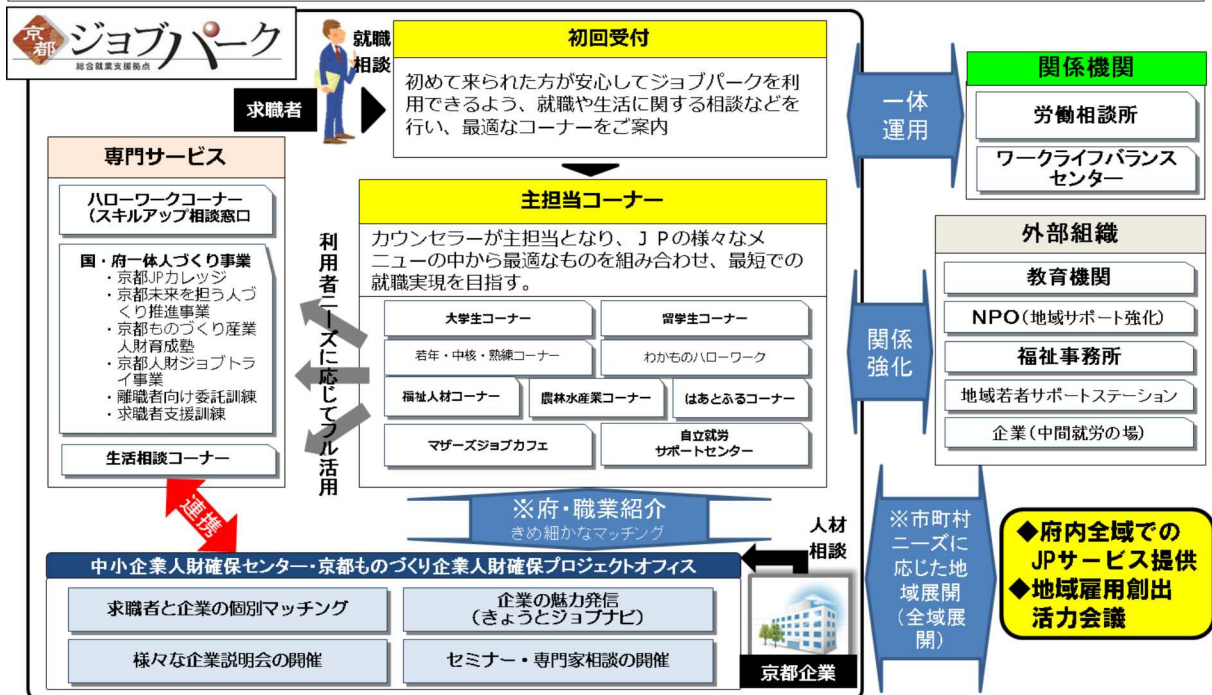 京都
ジョブパーク
総合就業支援拠点
就職
相談
求職者
初回受付
初めて来られた方が安心してジョブパークを利
用できるよう、就職や生活に関する相談などを
行い、最適なコーナーをご案内
一体
運用
関係機関
労働相談所
ワークライフバランス
センター
専門サービス
ハローワークコーナー
(スキルアップ相談窓口
国・府一体人づくり事業
・京都JPカレッジ
・京都未来を担う人づ
くり推進事業
・京都ものづくり産業
人財育成塾
・京都人財ジョブトラ
イ事業
・離職者向け委託訓練
・求職者支援訓練
生活相談コーナー
利用者ニーズに応じてフル活用
主担当コーナー
カウンセラーが主担当となり、JPの様々なメ
ニューの中から最適なものを組み合わせ、最短での
就職実現を目指す。
大学生コーナー
留学生コーナー
若年・中核・熟練コーナー
わかものハローワーク
福祉人材コーナー
農林水産業コーナー
はあとふるコーナー
マザーズジョブカフェ
自立就労
サポートセンター
関係
強化
外部組織
教育機関
NPO(地域サポート強化)
福祉事務所
地域若者サポートステーション
企業(中間就労の場)
連携
※府・職業紹介
きめ細かなマッチング
人材
相談
中小企業人財確保センター・京都ものづくり企業人財確保プロジェクトオフィス
求職者と企業の個別マッチング
企業の魅力発信
(きょうとジョブナビ)
様々な企業説明会の開催
セミナー・専門家相談の開催
京都企業
※市町村
ニーズに
応じた地
域展開
(全域展
開)
◆府内全域での
JPサービス提供
◆地域雇用創出
活力会議